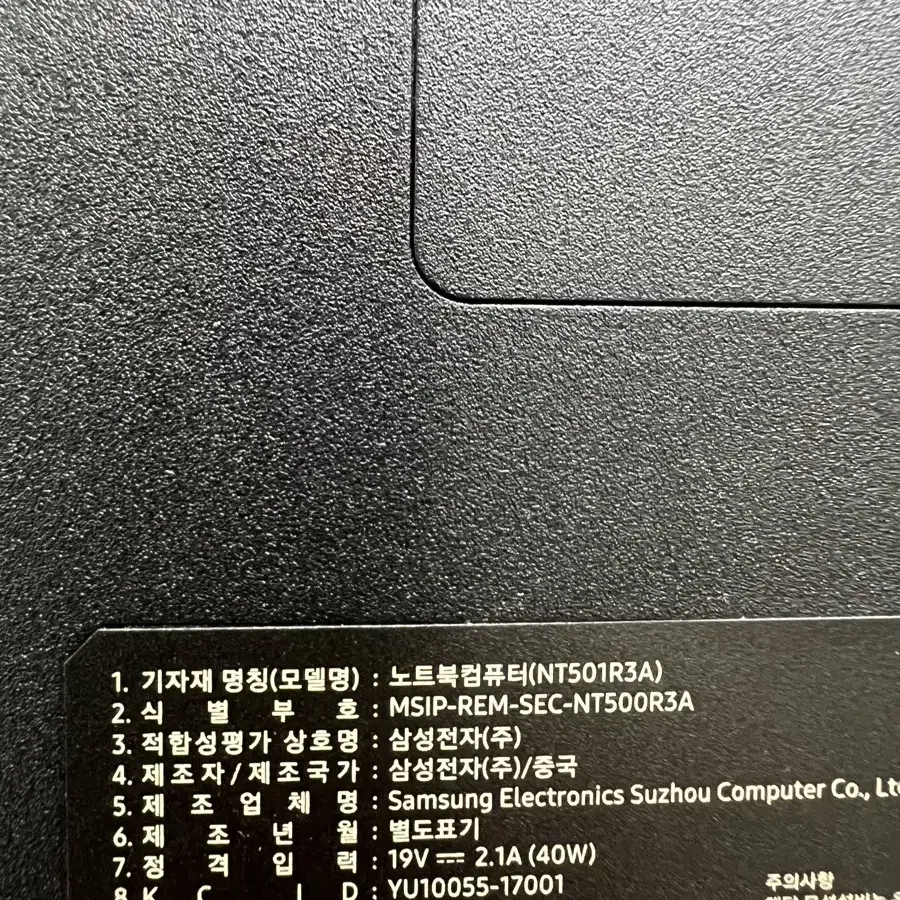 1. 기자재 명칭(모델명) : 노트북컴퓨터(NT501R3A)
2. 식 별 부 호 : MSIP-REM-SEC-NT500R3A
3. 적합성평가 상호명 : 삼성전자(주)
4. 제조자/제조국가 : 삼성전자(주)/중국
5. 제 조 업 체 명 : Samsung Electronics Suzhou Computer Co., Ltd
6. 제 조 년 월 : 별도표기
7. 정 격 입 력 : 19V ⎓ 2.1A (40W)
8. K C I D : YU10055-17001
주의사항